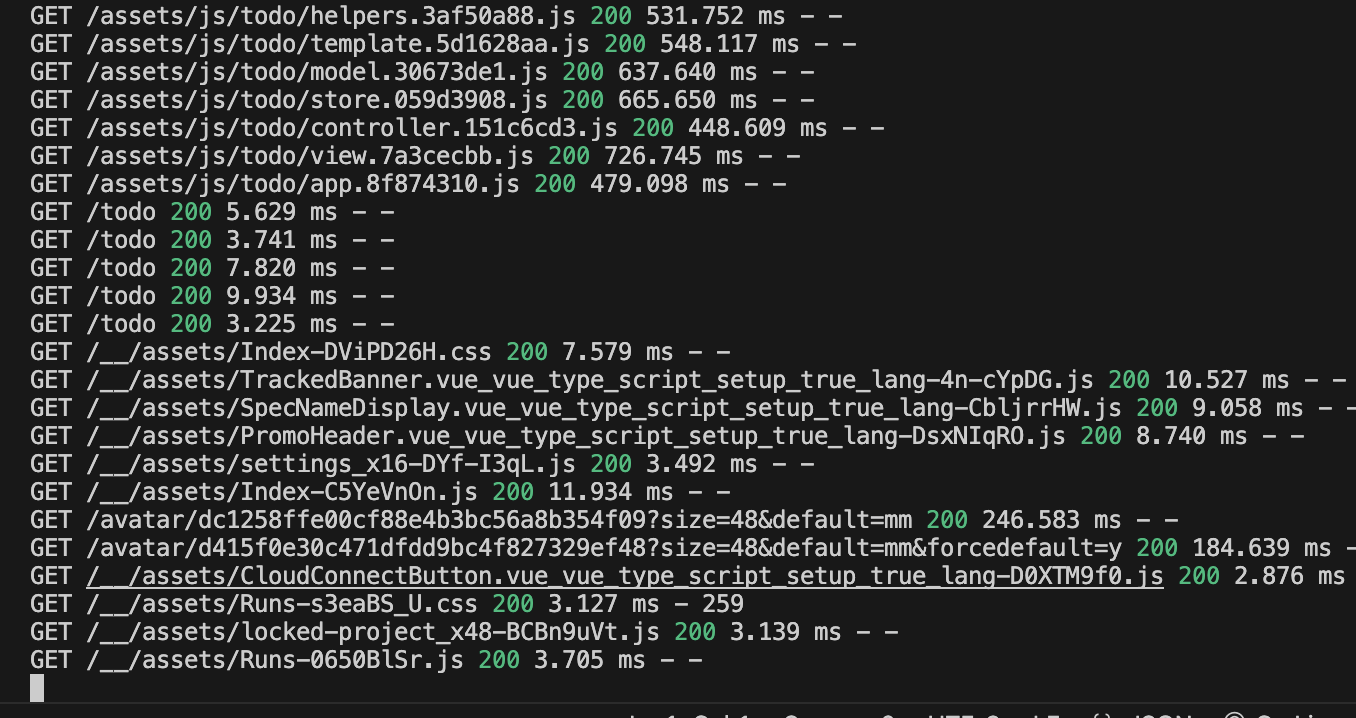 GET /assets/js/todo/helpers.3af50a88.js 200 531.752 ms - -
GET /assets/js/todo/template.5d1628aa.js 200 548.117 ms - -
GET /assets/js/todo/model.30673de1.js 200 637.640 ms - -
GET /assets/js/todo/store.059d3908.js 200 665.650 ms - -
GET /assets/js/todo/controller.151c6cd3.js 200 448.609 ms - -
GET /assets/js/todo/view.7a3cecbb.js 200 726.745 ms - -
GET /assets/js/todo/app.8f874310.js 200 479.098 ms - -
GET /todo 200 5.629 ms - -
GET /todo 200 3.741 ms - -
GET /todo 200 7.820 ms - -
GET /todo 200 9.934 ms - -
GET /todo 200 3.225 ms - -
GET /__/assets/Index-DViPD26H.css 200 7.579 ms - -
GET /__/assets/TrackedBanner.vue_vue_type_script_setup_true_lang-4n-cYpDG.js 200 10.527 ms - -
GET /__/assets/SpecNameDisplay.vue_vue_type_script_setup_true_lang-CbljrrHW.js 200 9.058 ms - -
GET /__/assets/PromoHeader.vue_vue_type_script_setup_true_lang-DsxNIqRO.js 200 8.740 ms - -
GET /__/assets/settings_x16-DYf-I3qL.js 200 3.492 ms - -
GET /__/assets/Index-C5YeVnOn.js 200 11.934 ms - -
GET /avatar/dc1258ffe00cf88e4b3bc56a8b354f09?size=48&default=mm 200 246.583 ms - -
GET /avatar/d415f0e30c471dfdd9bc4f827329ef48?size=48&default=mm&forcedefault=y 200 184.639 ms -
GET /__/assets/CloudConnectButton.vue_vue_type_script_setup_true_lang-D0XTM9f0.js 200 2.876 ms
GET /__/assets/Runs-s3eaBS_U.css 200 3.127 ms - 259
GET /__/assets/locked-project_x48-BCBn9uVt.js 200 3.139 ms - -
GET /__/assets/Runs-0650BlSr.js 200 3.705 ms - -